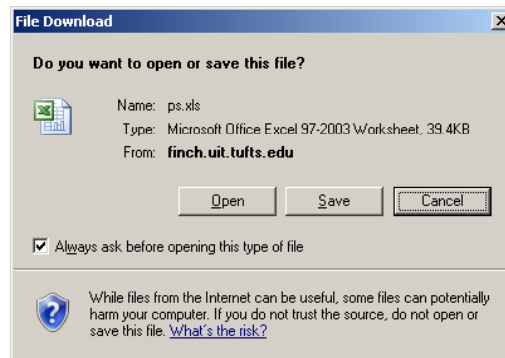 File Download
Do you want to open or save this file?
Name: ps.xls
Type: Microsoft Office Excel 97-2003 Worksheet, 39.4KB
From: finch.uit.tufts.edu
Open Save Cancel
Always ask before opening this type of file
While files from the Internet can be useful, some files can potentially
harm your computer. If you do not trust the source, do not open or
save this file. What's the risk?